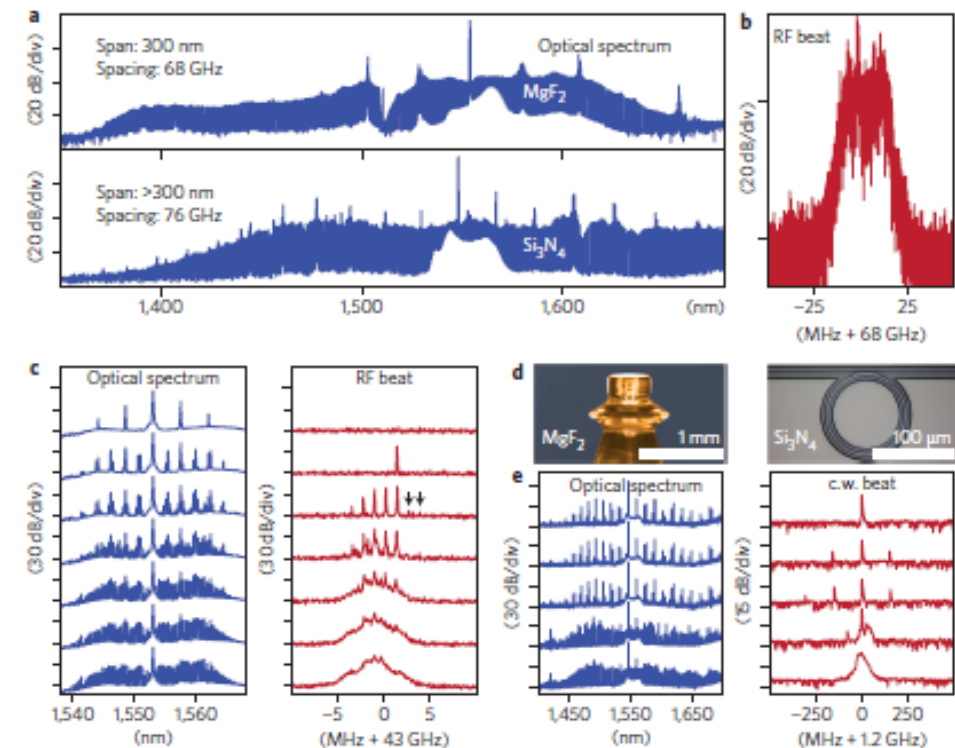 a
Span: 300 nm
Spacing: 68 GHz
Optical spectrum
MgF₂
(20 dB/div)
Span: >300 nm
Spacing: 76 GHz
Si₃N₄
(20 dB/div)
1,400 1,500 1,600 (nm)
b
RF beat
(20 dB/div)
−25 25
(MHz + 68 GHz)
c
Optical spectrum
(30 dB/div)
1,540 1,550 1,560
(nm)
RF beat
(30 dB/div)
−5 0 5
(MHz + 43 GHz)
d
MgF₂
1 mm
Si₃N₄
100 µm
e
Optical spectrum
(30 dB/div)
1,450 1,550 1,650
(nm)
c.w. beat
(15 dB/div)
−250 0 250
(MHz + 1.2 GHz)